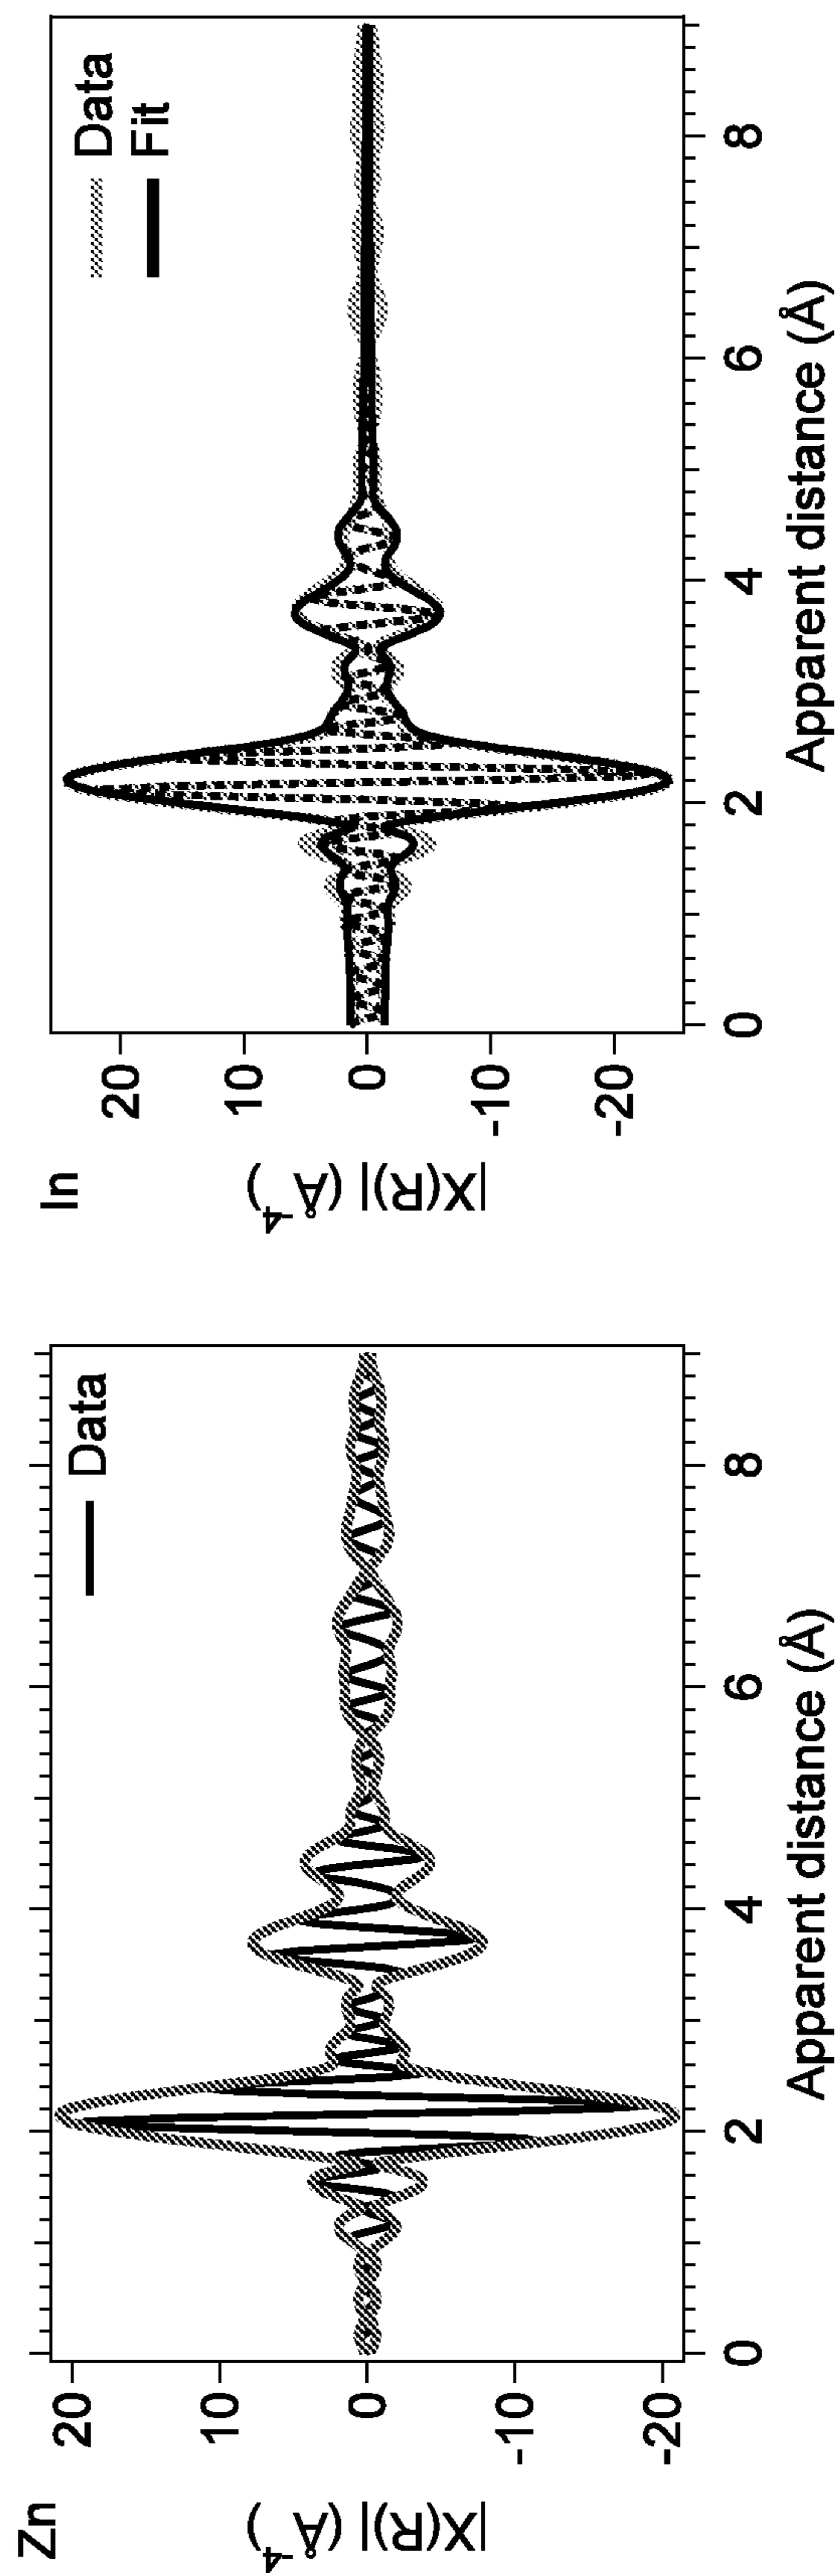 Zn
|X(R)| (Å⁻⁴)
20
10
0
-10
-20
Data
0
2
4
6
8
Apparent distance (Å)
In
|X(R)| (Å⁻⁴)
20
10
0
-10
-20
Data
Fit
0
2
4
6
8
Apparent distance (Å)